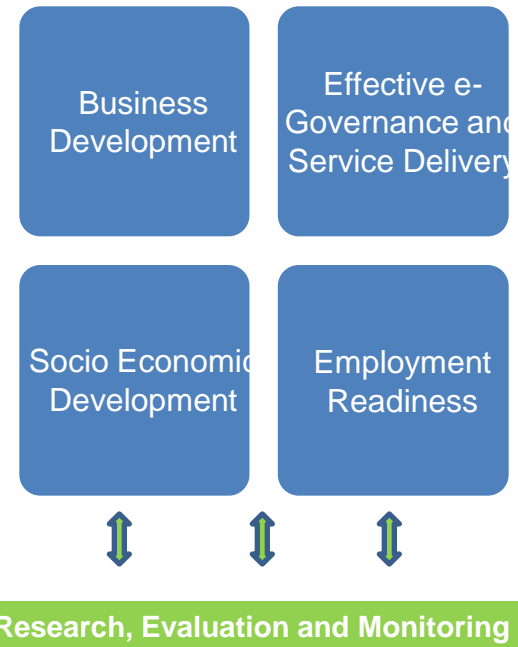 Business
Development
Effective e-
Governance and
Service Delivery
Socio Economic
Development
Employment
Readiness
Research, Evaluation and Monitoring